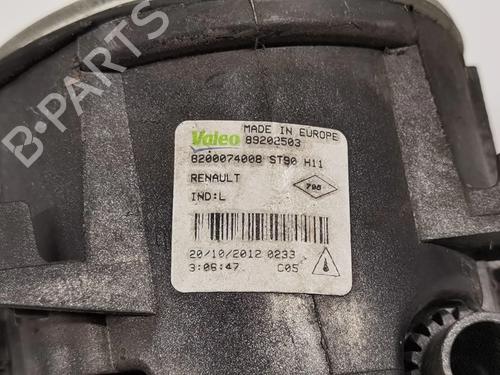 Valeo MADE IN EUROPE
89202503
8200074008 ST90 H11
RENAULT
798
IND:L
20/10/2012 0233
3:06:47 C05
B-PARTS